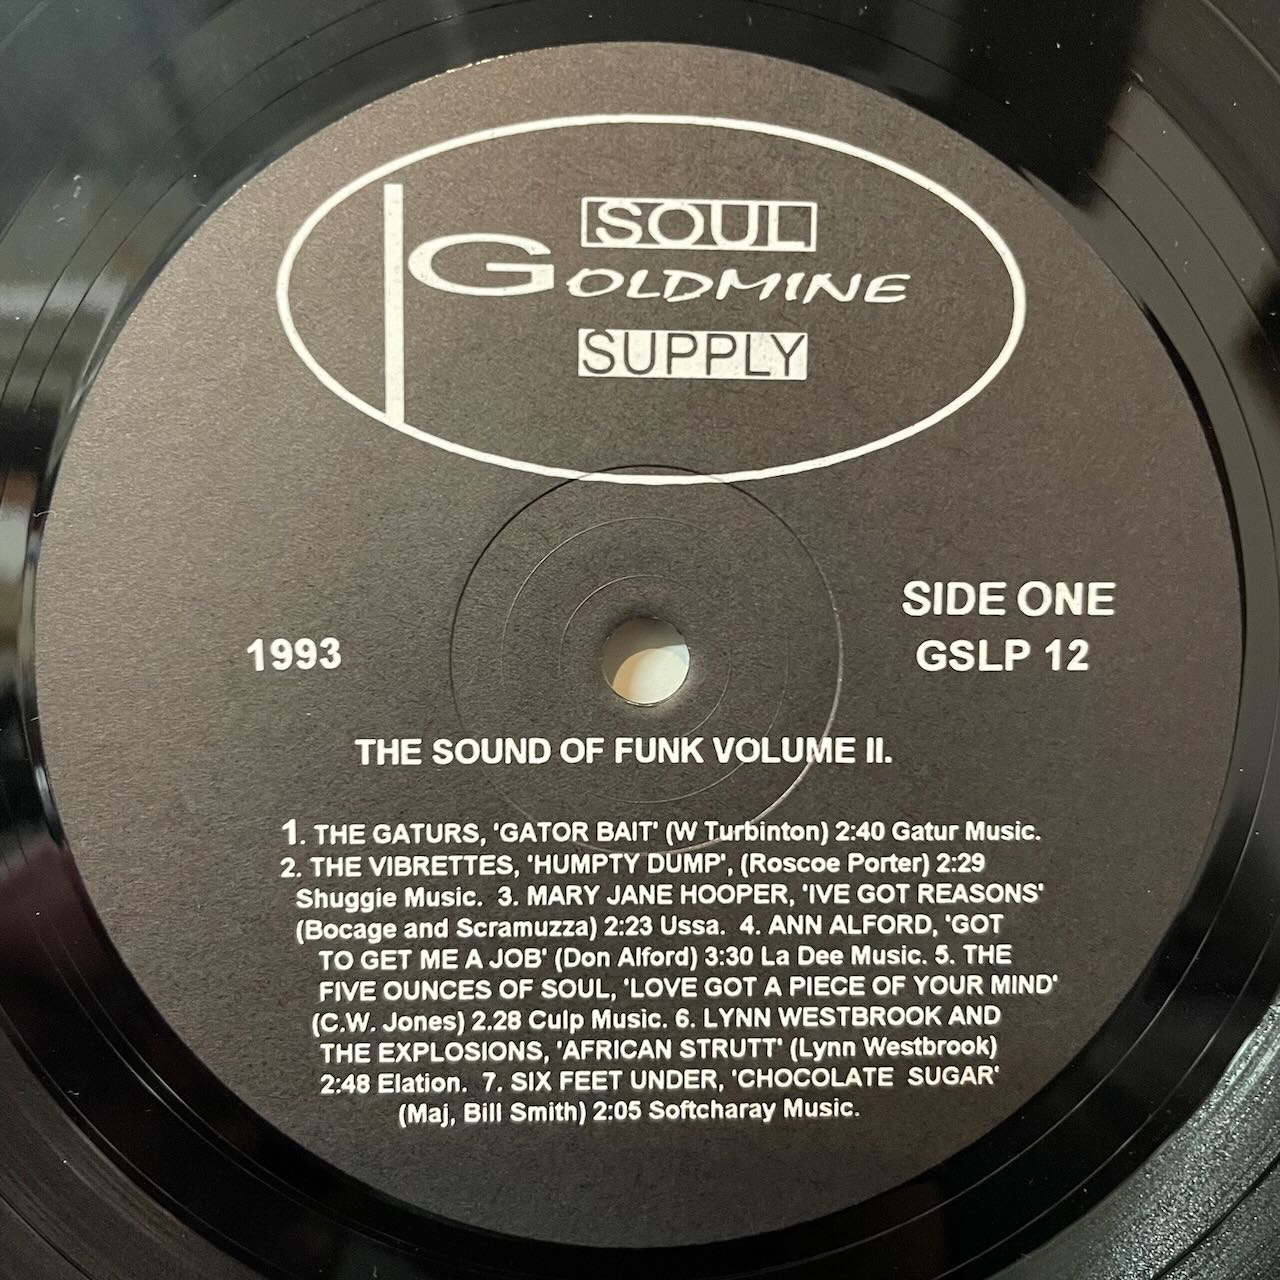 SOUL
GOLDMINE
SUPPLY
SIDE ONE
1993
GSLP 12
THE SOUND OF FUNK VOLUME II.
1. THE GATURS, 'GATOR BAIT' (W Turbinton) 2:40 Gatur Music.
2. THE VIBRETTES, 'HUMPTY DUMP', (Roscoe Porter) 2:29
Shuggie Music. 3. MARY JANE HOOPER, 'IVE GOT REASONS'
(Bocage and Scramuzza) 2:23 Ussa. 4. ANN ALFORD, 'GOT
TO GET ME A JOB' (Don Alford) 3:30 La Dee Music. 5. THE
FIVE OUNCES OF SOUL, 'LOVE GOT A PIECE OF YOUR MIND'
(C.W. Jones) 2.28 Culp Music. 6. LYNN WESTBROOK AND
THE EXPLOSIONS, 'AFRICAN STRUTT' (Lynn Westbrook)
2:48 Elation. 7. SIX FEET UNDER, 'CHOCOLATE SUGAR'
(Maj, Bill Smith) 2:05 Softcharay Music.